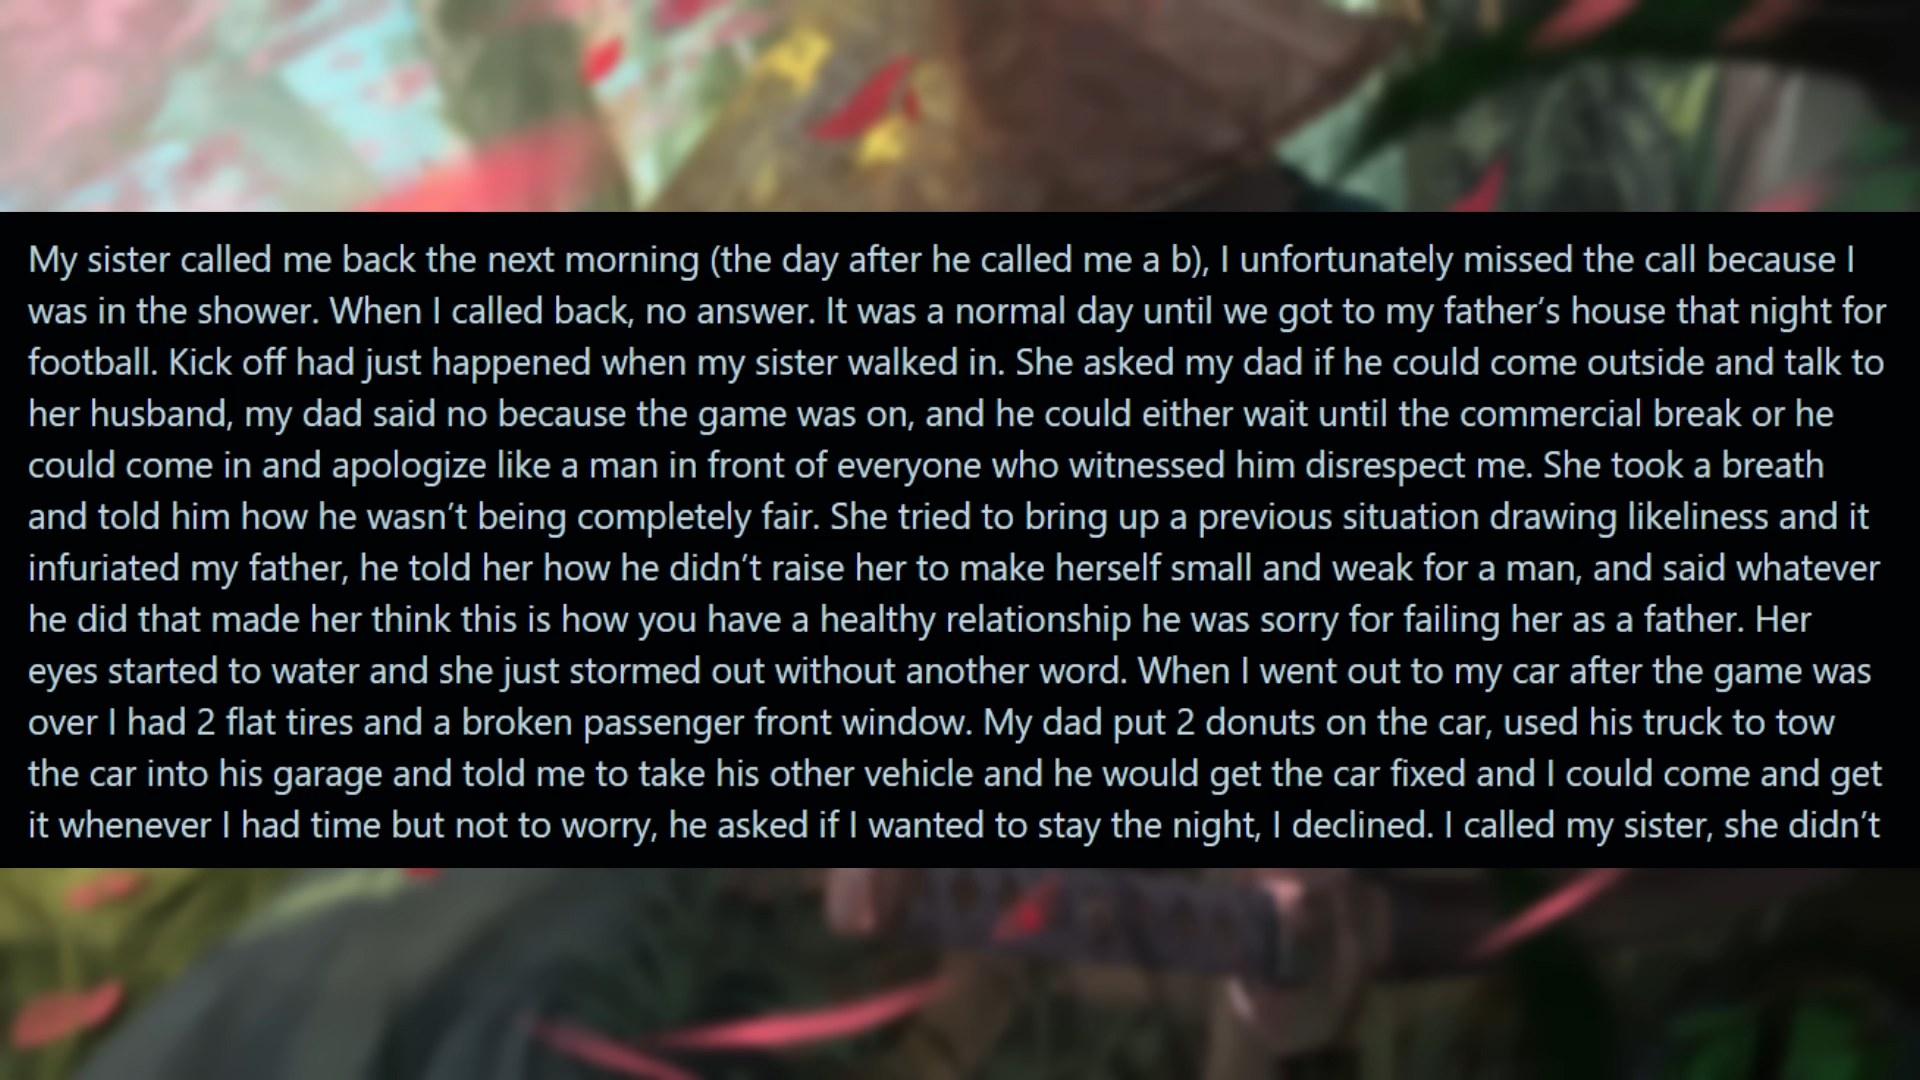 My sister called me back the next morning (the day after he called me a b), I unfortunately missed the call because I
was in the shower. When I called back, no answer. It was a normal day until we got to my father’s house that night for
football. Kick off had just happened when my sister walked in. She asked my dad if he could come outside and talk to
her husband, my dad said no because the game was on, and he could either wait until the commercial break or he
could come in and apologize like a man in front of everyone who witnessed him disrespect me. She took a breath
and told him how he wasn’t being completely fair. She tried to bring up a previous situation drawing likeliness and it
infuriated my father, he told her how he didn’t raise her to make herself small and weak for a man, and said whatever
he did that made her think this is how you have a healthy relationship he was sorry for failing her as a father. Her
eyes started to water and she just stormed out without another word. When I went out to my car after the game was
over I had 2 flat tires and a broken passenger front window. My dad put 2 donuts on the car, used his truck to tow
the car into his garage and told me to take his other vehicle and he would get the car fixed and I could come and get
it whenever I had time but not to worry, he asked if I wanted to stay the night, I declined. I called my sister, she didn’t